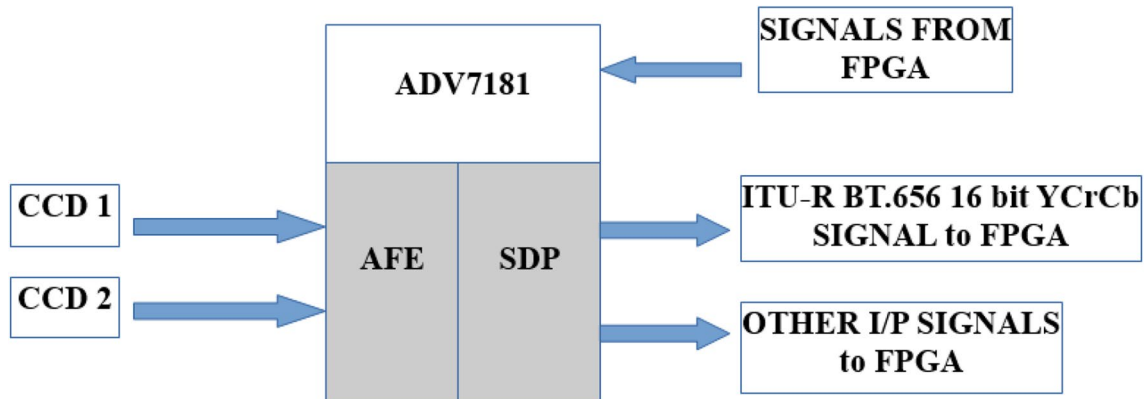 SIGNALS FROM
FPGA
ADV7181
CCD 1
CCD 2
AFE
SDP
ITU-R BT.656 16 bit YCrCb
SIGNAL to FPGA
OTHER I/P SIGNALS
to FPGA